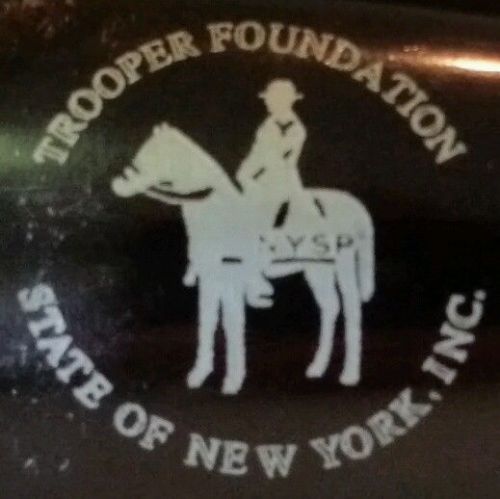 TROOPER FOUNDATION
NYSP
STATE OF NEW YORK, INC.